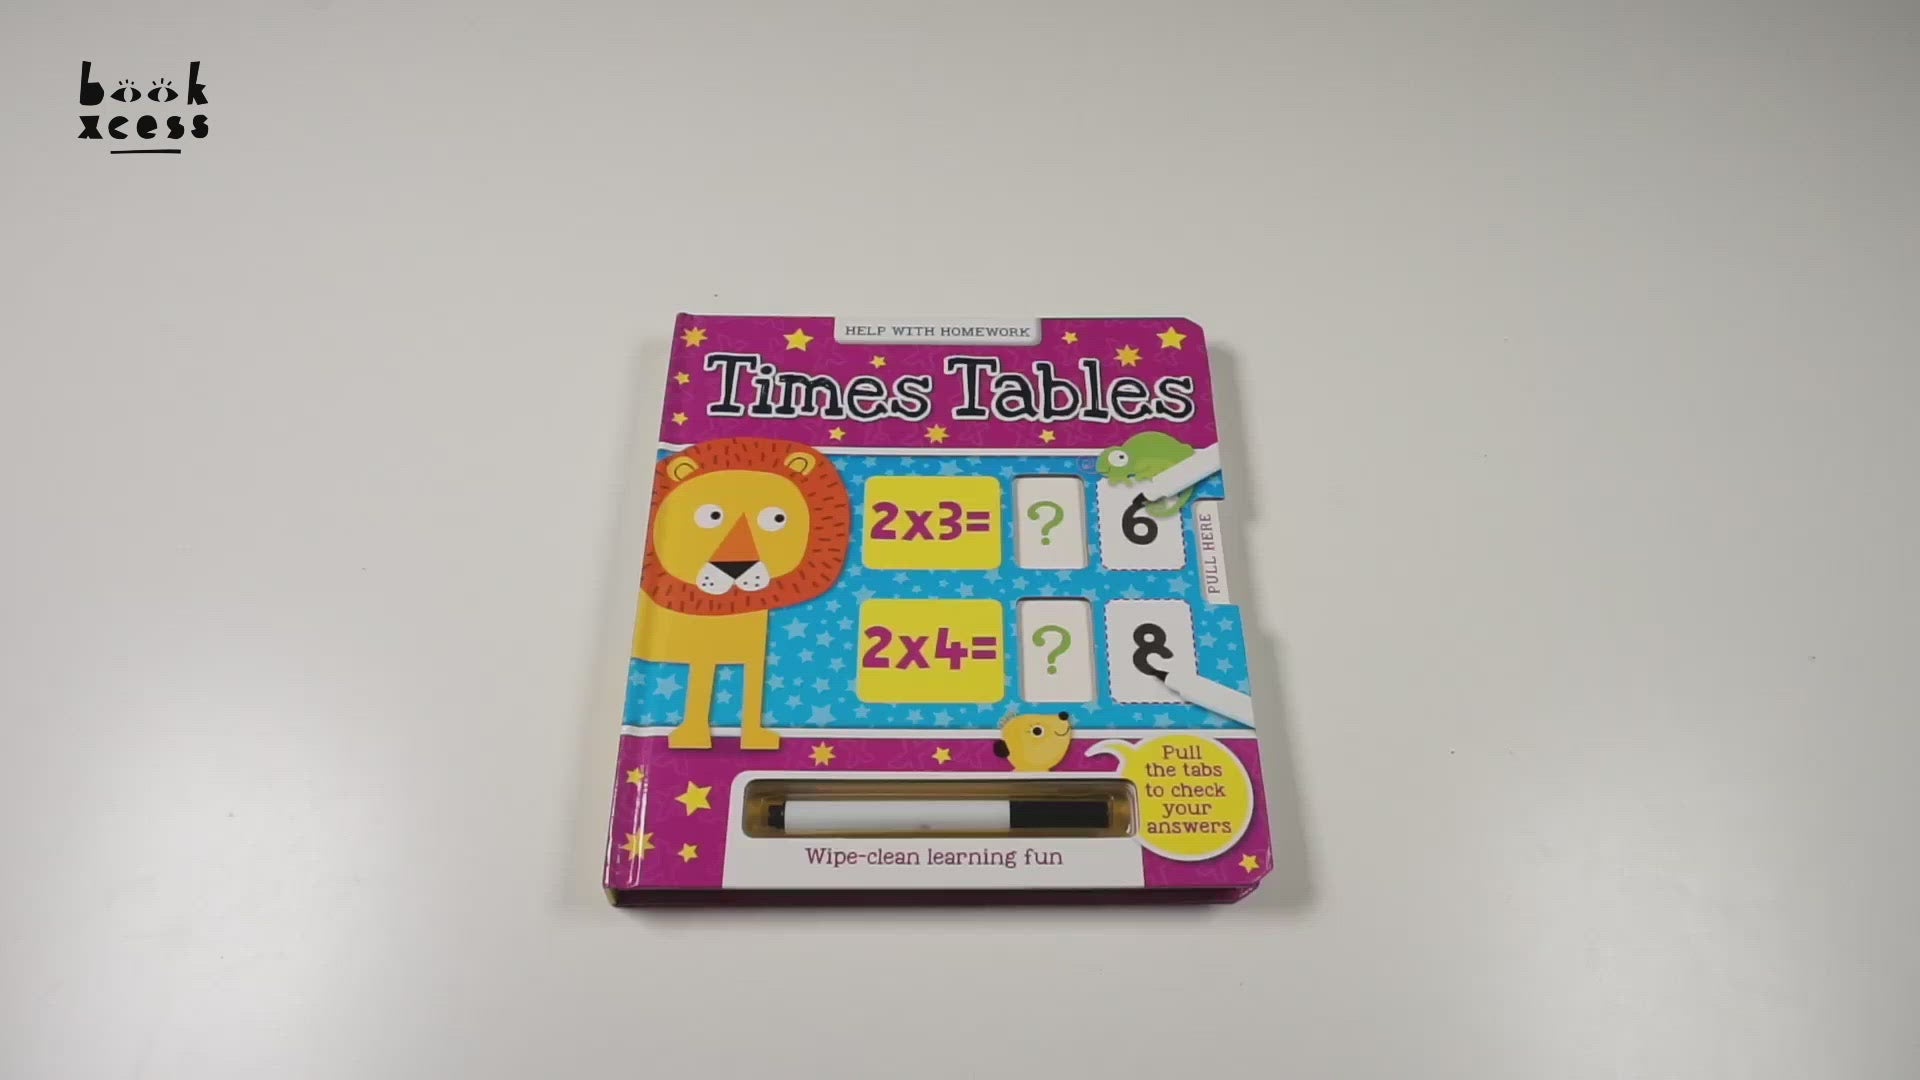 book
xcess
HELP WITH HOMEWORK
Times Tables
2x3= ? 6
PULL HERE
2x4= ? 8
Pull
the tabs
to check
your
answers
Wipe-clean learning fun